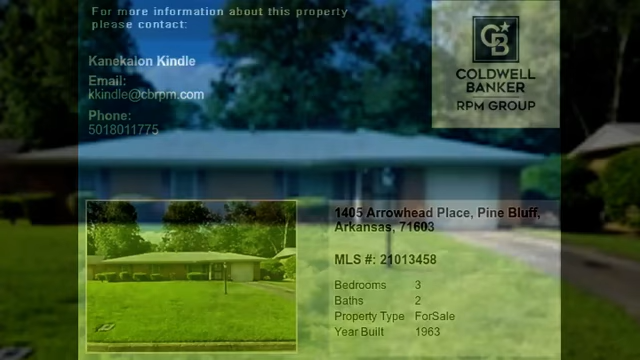 For more information about this property
please contact:
Kanekalon Kindle
Email:
kkindle@cbrpm.com
Phone:
5018011775
CB
COLDWELL
BANKER
RPM GROUP
1405 Arrowhead Place, Pine Bluff,
Arkansas, 71603
MLS #: 21013458
Bedrooms 3
Baths 2
Property Type ForSale
Year Built 1963